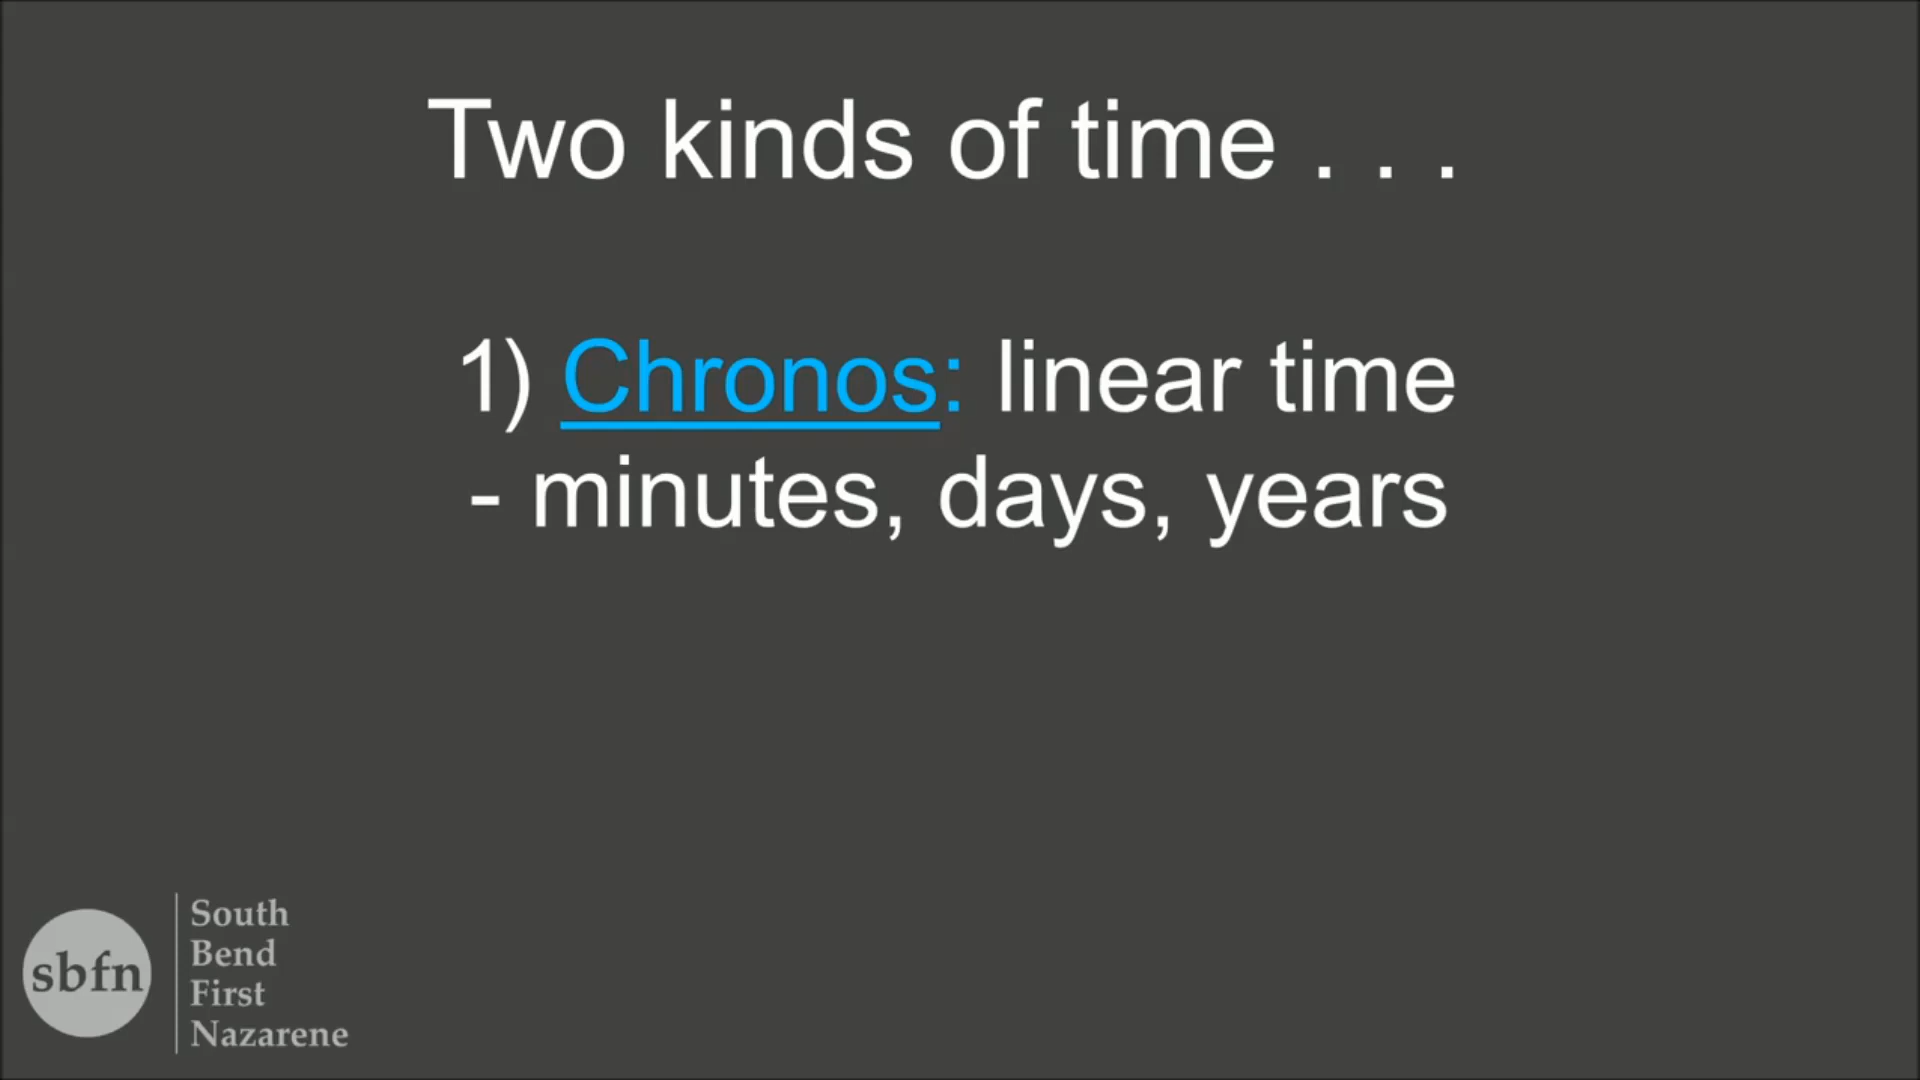 Two kinds of time . . .
1) Chronos: linear time
- minutes, days, years
sbfn
South
Bend
First
Nazarene